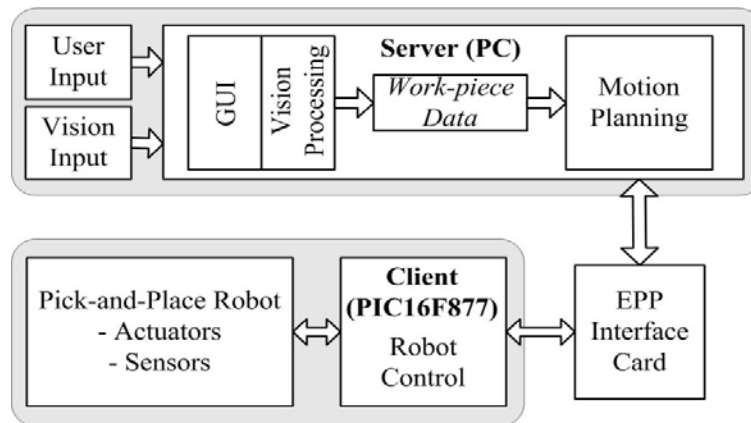 User
Input
Vision
Input
GUI
Vision
Processing
Server (PC)
Work-piece
Data
Motion
Planning
Pick-and-Place Robot
- Actuators
- Sensors
Client
(PIC16F877)
Robot
Control
EPP
Interface
Card